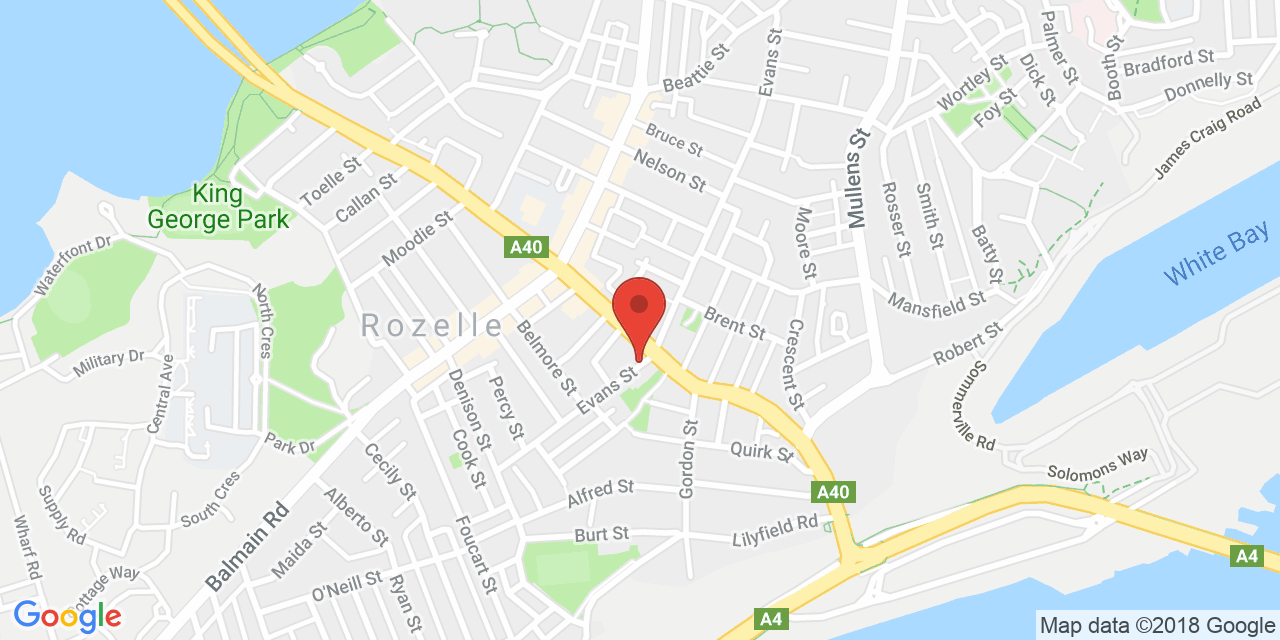 Beattie St
Evans St
Palmer St
Dick St
Booth St
Bradford St
Donnelly St
Wortley St
Foy St
James Craig Road
Bruce St
Nelson St
Mullens St
Toelle St
Callan St
Moodie St
King
George Park
A40
Moore St
Rosser St
Smith St
Batty St
White Bay
Waterfront Dr
North Cres
Mansfield St
Rozelle
Brent St
Crescent St
Robert St
Military Dr
Central Ave
Belmore St
Evans St
Sommerville Rd
Denison St
Percy St
Cook St
Park Dr
Cecily St
Gordon St
Quirk St
Solomons Way
Supply Rd
South Cres
Alberto St
Alfred St
A40
Balmain Rd
Maida St
Foucart St
Burt St
Lilyfield Rd
Wharf Rd
Cottage Way
O'Neill St
Ryan St
A4
A4
Google
Map data ©2018 Google